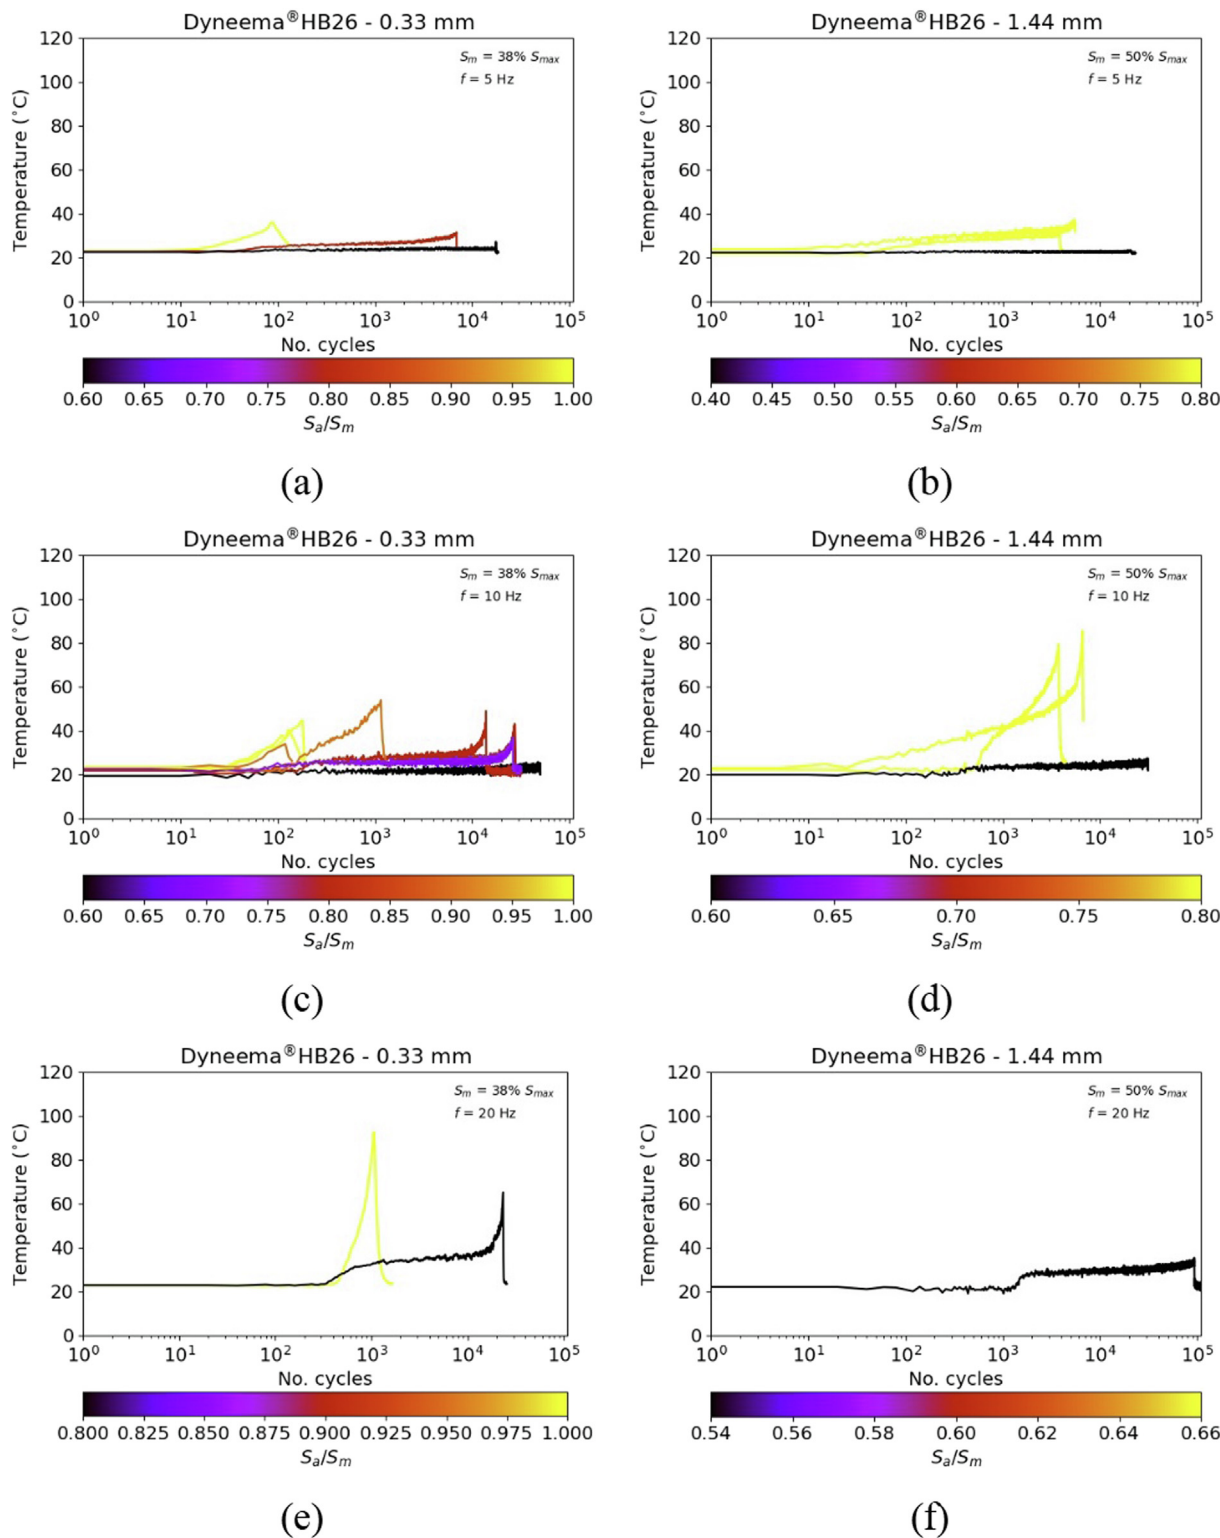 Dyneema®HB26 - 0.33 mm
Sm = 38% Smax
f = 5 Hz
Temperature (°C)
120
100
80
60
40
20
0
10^0 10^1 10^2 10^3 10^4 10^5
No. cycles
0.60 0.65 0.70 0.75 0.80 0.85 0.90 0.95 1.00
Sa/Sm
(a)
Dyneema®HB26 - 1.44 mm
Sm = 50% Smax
f = 5 Hz
Temperature (°C)
120
100
80
60
40
20
0
10^0 10^1 10^2 10^3 10^4 10^5
No. cycles
0.40 0.45 0.50 0.55 0.60 0.65 0.70 0.75 0.80
Sa/Sm
(b)
Dyneema®HB26 - 0.33 mm
Sm = 38% Smax
f = 10 Hz
Temperature (°C)
120
100
80
60
40
20
0
10^0 10^1 10^2 10^3 10^4 10^5
No. cycles
0.60 0.65 0.70 0.75 0.80 0.85 0.90 0.95 1.00
Sa/Sm
(c)
Dyneema®HB26 - 1.44 mm
Sm = 50% Smax
f = 10 Hz
Temperature (°C)
120
100
80
60
40
20
0
10^0 10^1 10^2 10^3 10^4 10^5
No. cycles
0.60 0.65 0.70 0.75 0.80
Sa/Sm
(d)
Dyneema®HB26 - 0.33 mm
Sm = 38% Smax
f = 20 Hz
Temperature (°C)
120
100
80
60
40
20
0
10^0 10^1 10^2 10^3 10^4 10^5
No. cycles
0.800 0.825 0.850 0.875 0.900 0.925 0.950 0.975 1.000
Sa/Sm
(e)
Dyneema®HB26 - 1.44 mm
Sm = 50% Smax
f = 20 Hz
Temperature (°C)
120
100
80
60
40
20
0
10^0 10^1 10^2 10^3 10^4 10^5
No. cycles
0.54 0.56 0.58 0.60 0.62 0.64 0.66
Sa/Sm
(f)